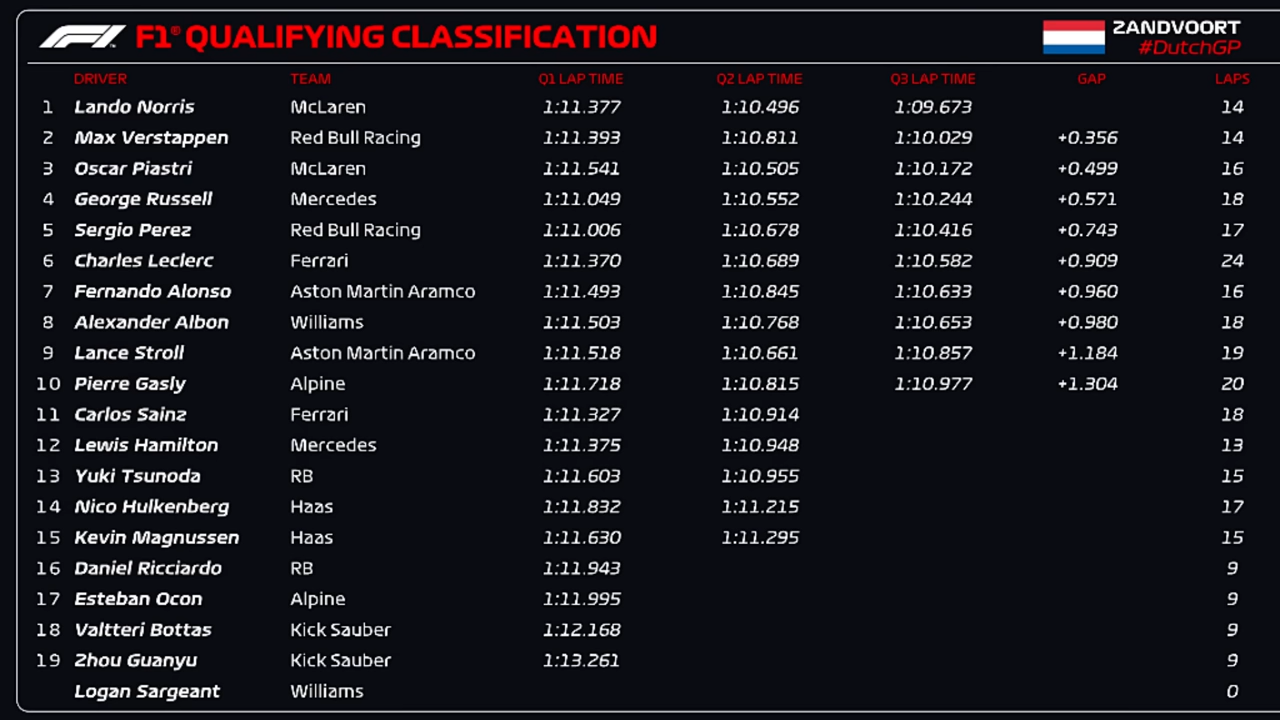 F1® QUALIFYING CLASSIFICATION ZANDVOORT
#DutchGP
DRIVER TEAM Q1 LAP TIME Q2 LAP TIME Q3 LAP TIME GAP LAPS
1 Lando Norris McLaren 1:11.377 1:10.496 1:09.673 14
2 Max Verstappen Red Bull Racing 1:11.393 1:10.811 1:10.029 +0.356 14
3 Oscar Piastri McLaren 1:11.541 1:10.505 1:10.172 +0.499 16
4 George Russell Mercedes 1:11.049 1:10.552 1:10.244 +0.571 18
5 Sergio Perez Red Bull Racing 1:11.006 1:10.678 1:10.416 +0.743 17
6 Charles Leclerc Ferrari 1:11.370 1:10.689 1:10.582 +0.909 24
7 Fernando Alonso Aston Martin Aramco 1:11.493 1:10.845 1:10.633 +0.960 16
8 Alexander Albon Williams 1:11.503 1:10.768 1:10.653 +0.980 18
9 Lance Stroll Aston Martin Aramco 1:11.518 1:10.661 1:10.857 +1.184 19
10 Pierre Gasly Alpine 1:11.718 1:10.815 1:10.977 +1.304 20
11 Carlos Sainz Ferrari 1:11.327 1:10.914 18
12 Lewis Hamilton Mercedes 1:11.375 1:10.948 13
13 Yuki Tsunoda RB 1:11.603 1:10.955 15
14 Nico Hulkenberg Haas 1:11.832 1:11.215 17
15 Kevin Magnussen Haas 1:11.630 1:11.295 15
16 Daniel Ricciardo RB 1:11.943 9
17 Esteban Ocon Alpine 1:11.995 9
18 Valtteri Bottas Kick Sauber 1:12.168 9
19 Zhou Guanyu Kick Sauber 1:13.261 9
Logan Sargeant Williams 0